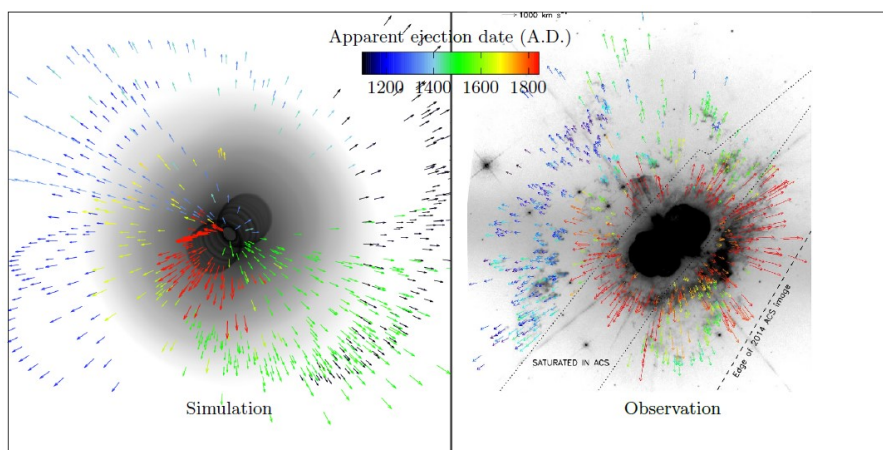 1000 km s⁻¹
Apparent ejection date (A.D.)
1200 1400 1600 1800
SATURATED IN ACS
Edge of 2014 ACS image
Simulation
Observation